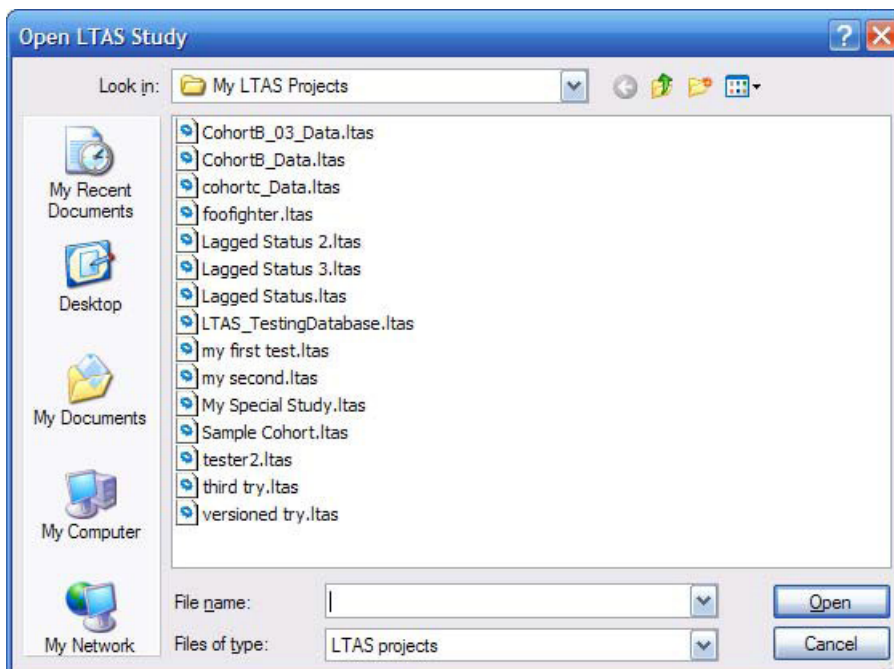 Open LTAS Study
Look in: My LTAS Projects
My Recent
Documents
Desktop
My Documents
My Computer
My Network
CohortB_03_Data.ltas
CohortB_Data.ltas
cohortc_Data.ltas
foofighter.ltas
Lagged Status 2.ltas
Lagged Status 3.ltas
Lagged Status.ltas
LTAS_TestingDatabase.ltas
my first test.ltas
my second.ltas
My Special Study.ltas
Sample Cohort.ltas
tester2.ltas
third try.ltas
versioned try.ltas
File name: Open
Files of type: LTAS projects Cancel